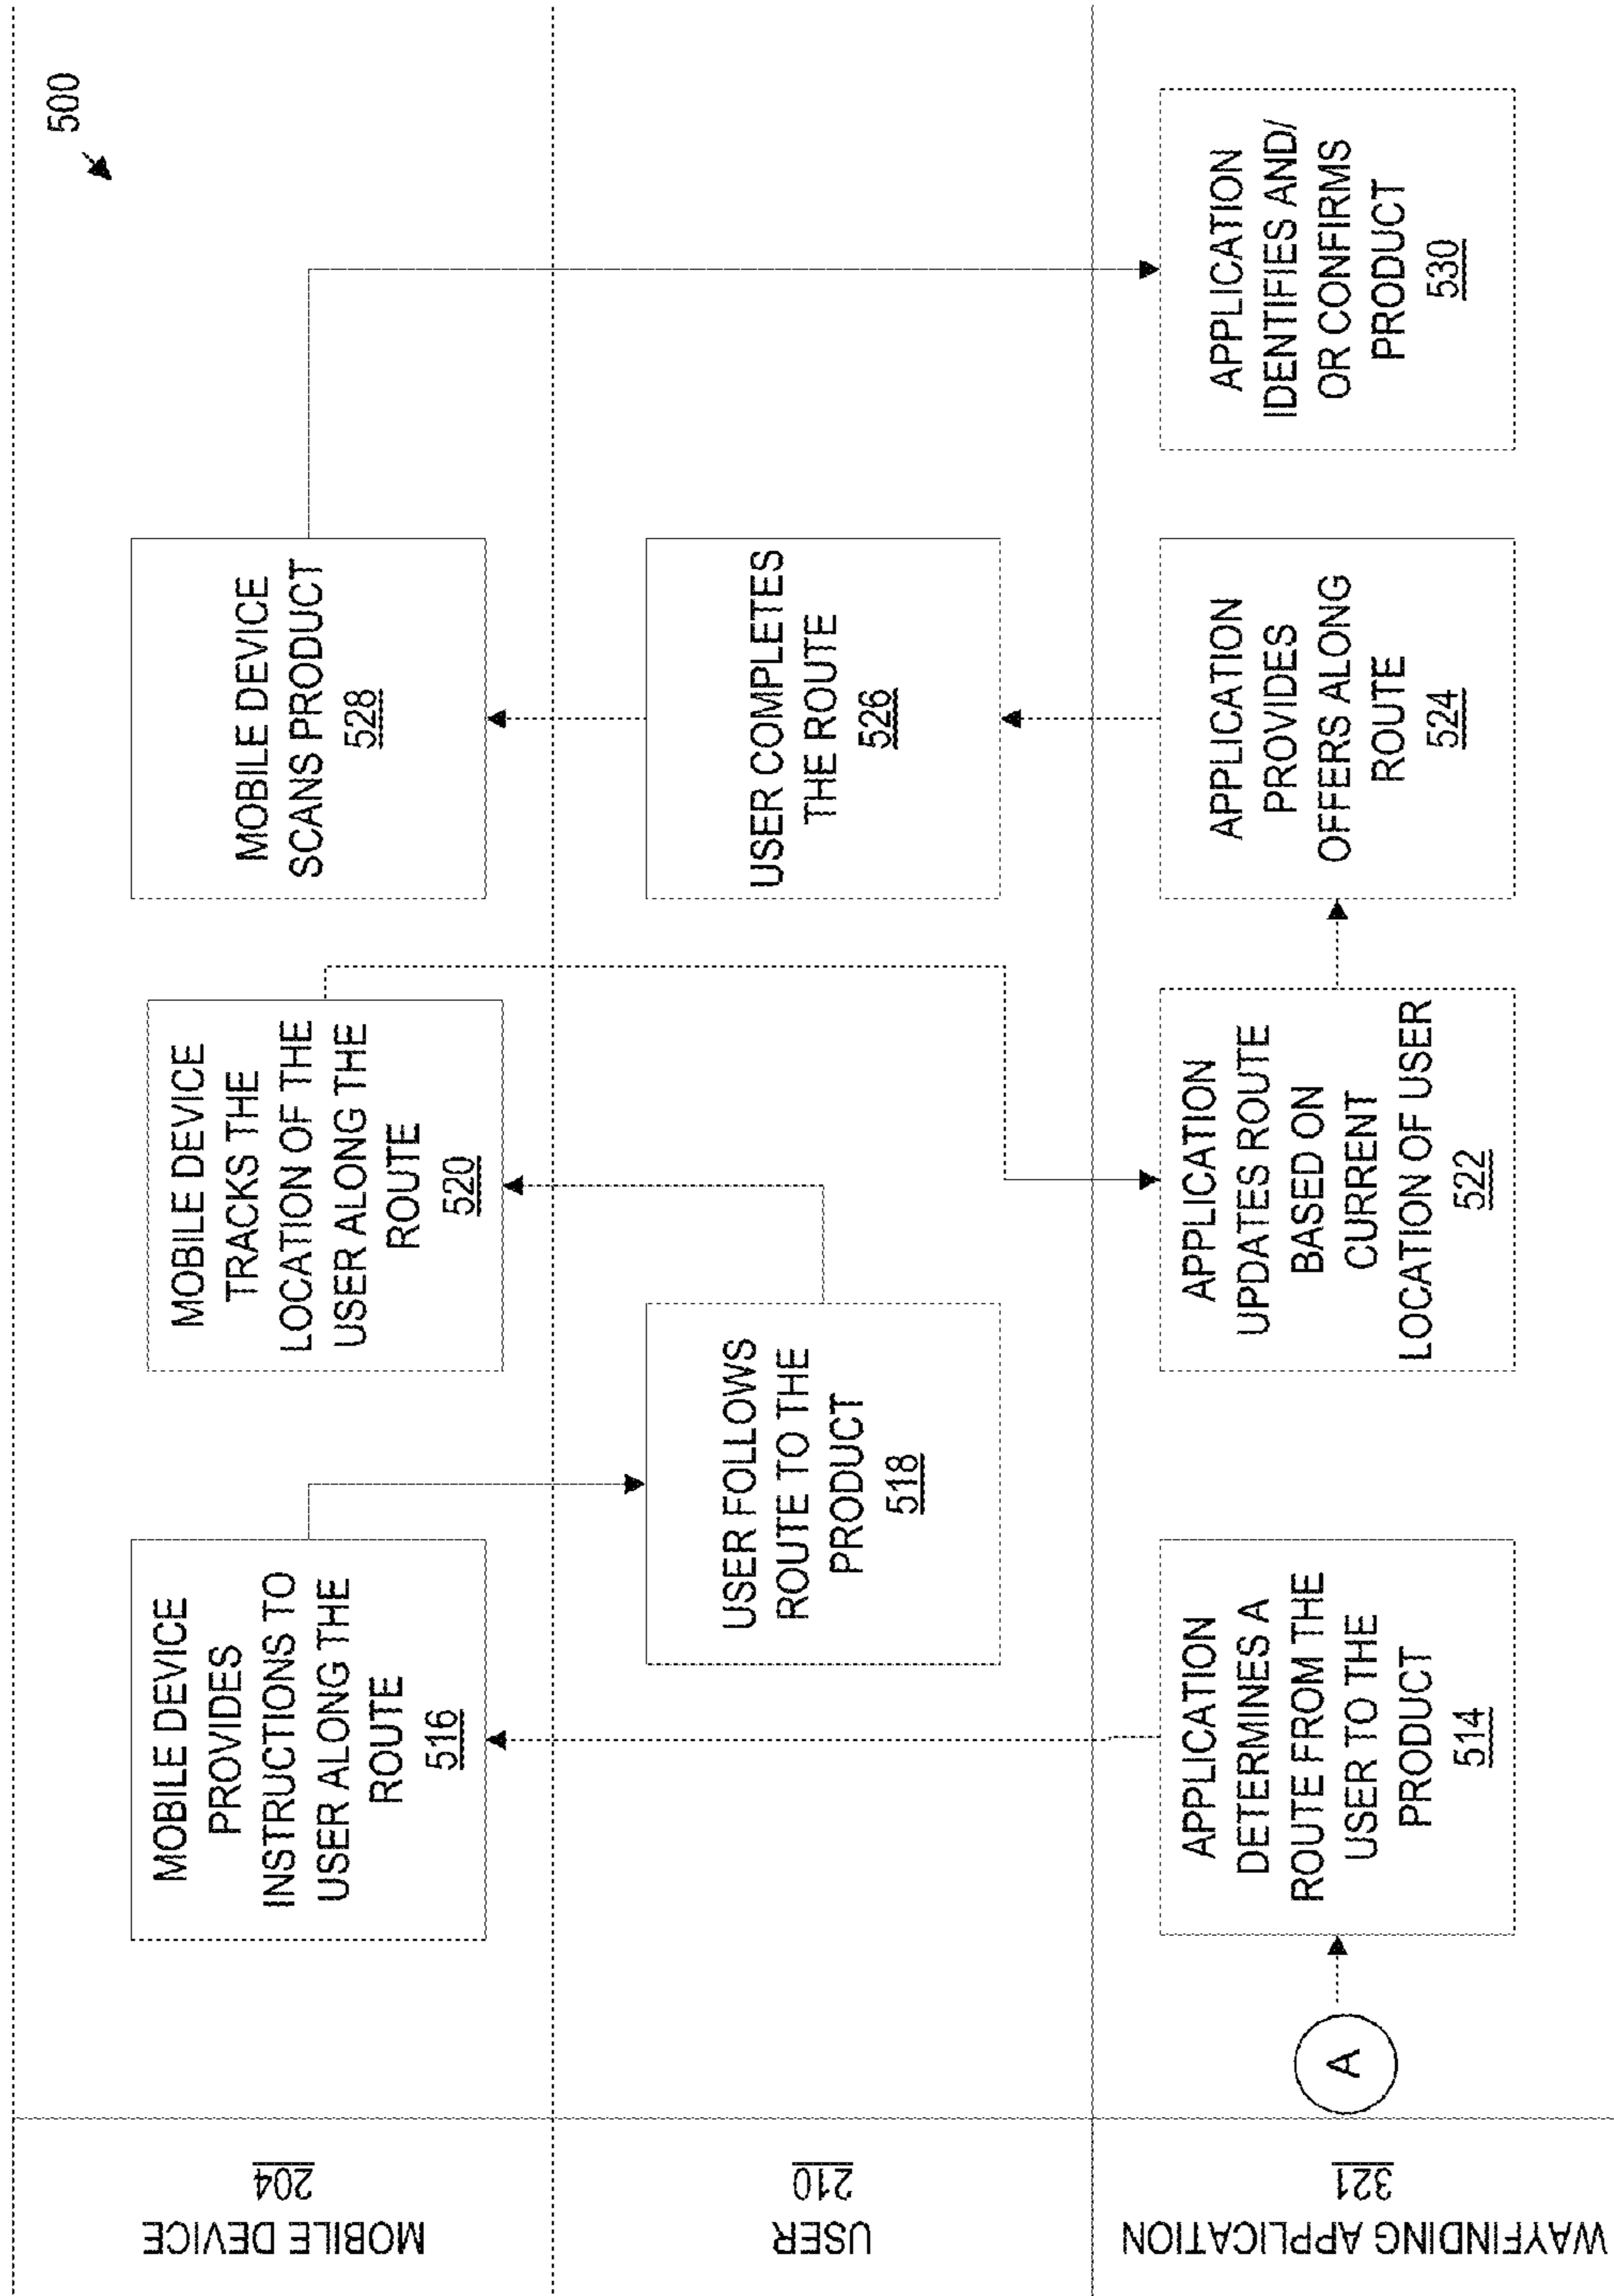 500
MOBILE DEVICE
204
MOBILE DEVICE
PROVIDES
INSTRUCTIONS TO
USER ALONG THE
ROUTE
516
MOBILE DEVICE
TRACKS THE
LOCATION OF THE
USER ALONG THE
ROUTE
520
MOBILE DEVICE
SCANS PRODUCT
528
USER
210
USER FOLLOWS
ROUTE TO THE
PRODUCT
518
USER COMPLETES
THE ROUTE
526
WAYFINDING APPLICATION
321
A
APPLICATION
DETERMINES A
ROUTE FROM THE
USER TO THE
PRODUCT
514
APPLICATION
UPDATES ROUTE
BASED ON
CURRENT
LOCATION OF USER
522
APPLICATION
PROVIDES
OFFERS ALONG
ROUTE
524
APPLICATION
IDENTIFIES AND/
OR CONFIRMS
PRODUCT
530